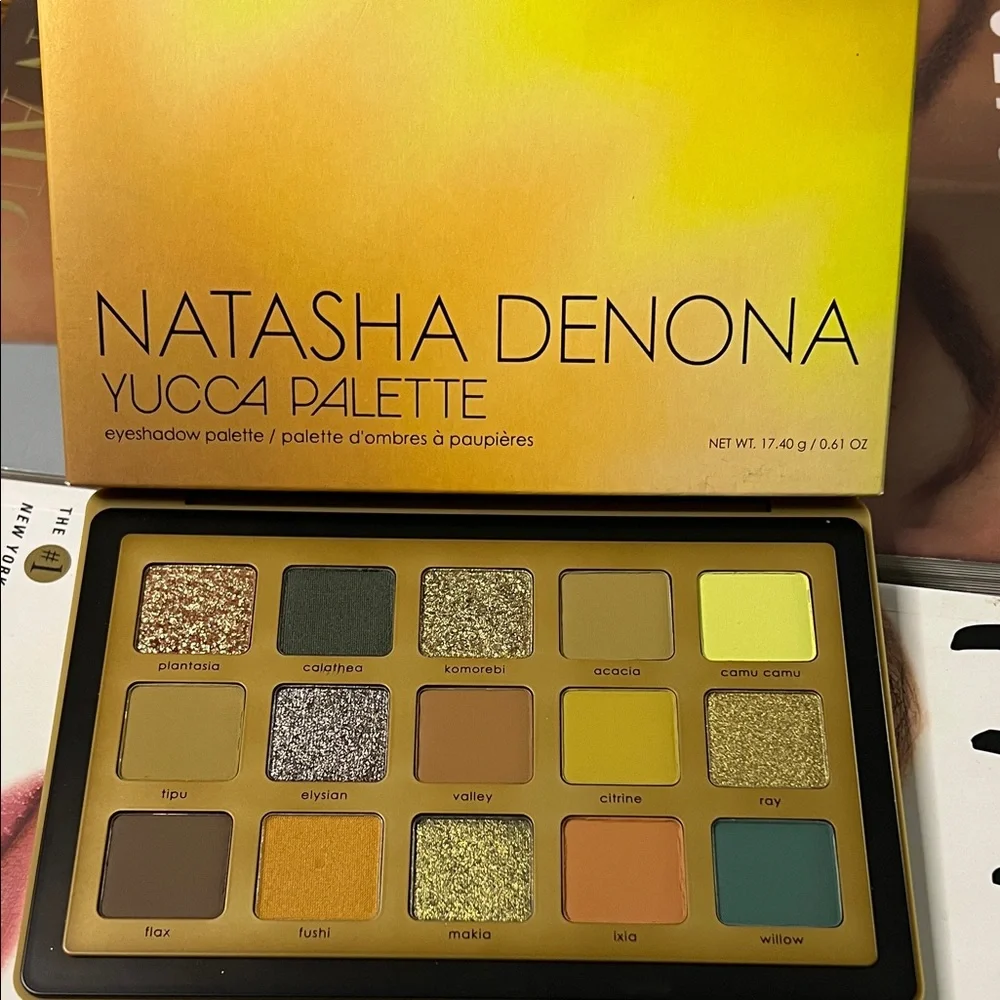 NATASHA DENONA
YUCCA PALETTE
eyeshadow palette / palette d'ombres à paupières
NET WT. 17.40 g / 0.61 OZ
THE
#1
NEW YORK
plantasia
calathea
komorebi
acacia
camu camu
tipu
elysian
valley
citrine
ray
flax
fushi
makia
ixia
willow